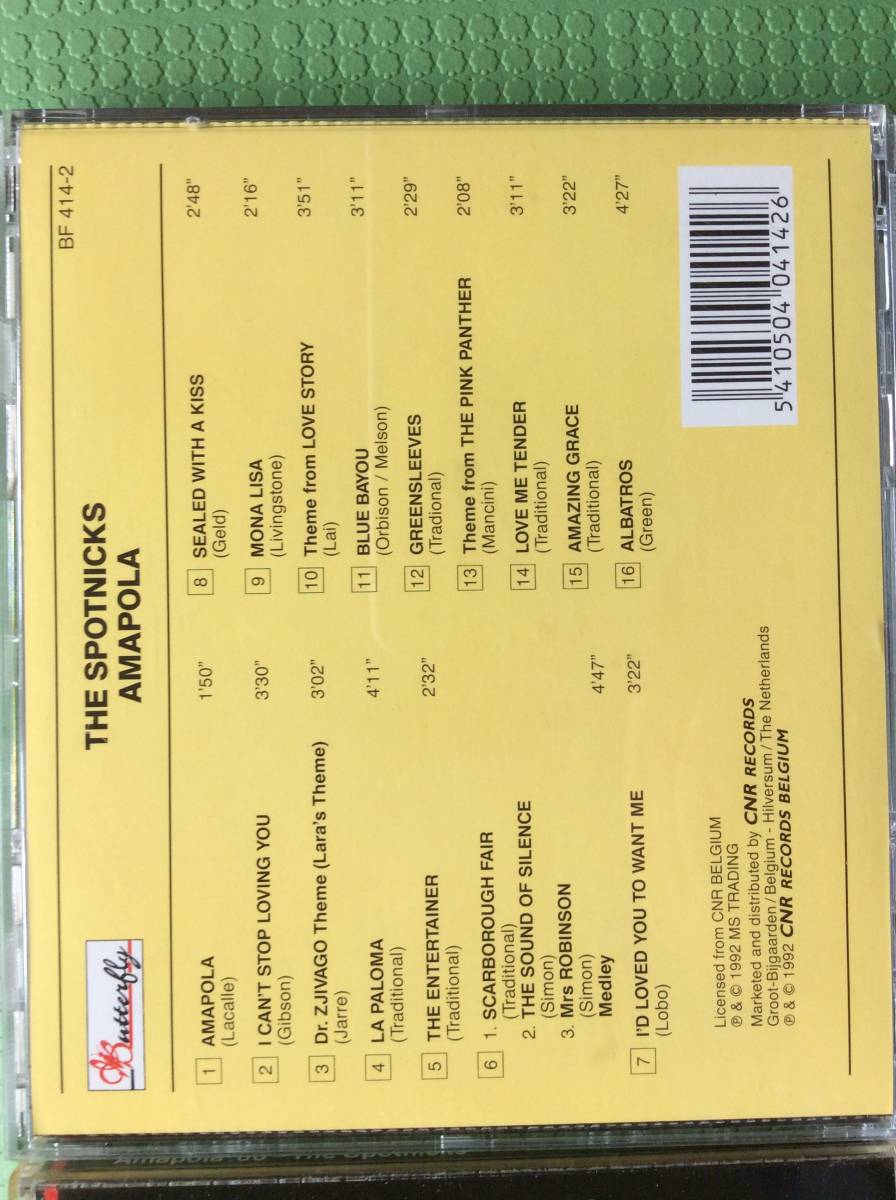 Butterfly
THE SPOTNICKS
AMAPOLA
BF 414-2
1 AMAPOLA 1'50"
(Lacalle)
2 I CAN'T STOP LOVING YOU 3'30"
(Gibson)
3 Dr. ZJIVAGO Theme (Lara's Theme) 3'02"
(Jarre)
4 LA PALOMA 4'11"
(Traditional)
5 THE ENTERTAINER 2'32"
(Traditional)
6 1. SCARBOROUGH FAIR
(Traditional)
2. THE SOUND OF SILENCE
(Simon)
3. Mrs ROBINSON
(Simon) 4'47"
Medley
7 I'D LOVED YOU TO WANT ME 3'22"
(Lobo)
8 SEALED WITH A KISS 2'48"
(Geld)
9 MONA LISA 2'16"
(Livingstone)
10 Theme from LOVE STORY 3'51"
(Lai)
11 BLUE BAYOU 3'11"
(Orbison / Melson)
12 GREENSLEEVES 2'29"
(Tradional)
13 Theme from THE PINK PANTHER 2'08"
(Mancini)
14 LOVE ME TENDER 3'11"
(Traditional)
15 AMAZING GRACE 3'22"
(Traditional)
16 ALBATROS 4'27"
(Green)
Licensed from CNR BELGIUM
℗ & © 1992 MS TRADING
Marketed and distributed by CNR RECORDS
Groot-Bijgaarden / Belgium - Hilversum / The Netherlands
℗ & © 1992 CNR RECORDS BELGIUM
5 410504 041426